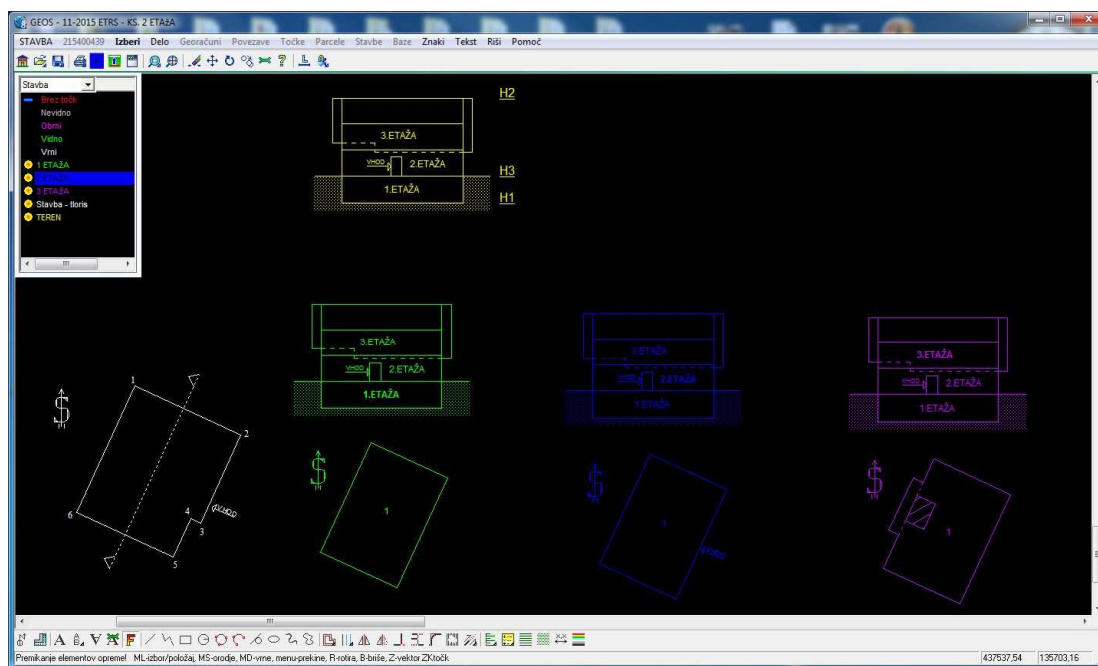 GEOS - 11-2015 ETRS - KS. 2 ETAŽA
STAVBA 215400439 Izberi Delo Georačuni Povezave Točke Parcele Stavbe Baze Znaki Tekst Riši Pomoč
Stavba
Brez točk
Nevidno
Obrni
Vidno
Vrni
1 ETAŽA
3 ETAŽA
Stavba - tloris
TEREN
H2
3.ETAŽA
VHOD
2.ETAŽA
H3
1.ETAŽA
H1
3.ETAŽA
VHOD
2.ETAŽA
1.ETAŽA
3.ETAŽA
2.ETAŽA
1.ETAŽA
3.ETAŽA
VHOD
2.ETAŽA
1.ETAŽA
S
1
2
3
4
5
6
VHOD
S
1
S
1
VHOD
S
1
Premikanje elementov opreme! ML-izbor/položaj, MS-orodje, MD-vrne, menu-prekine, R-rotira, B-briše, Z-vektor ZKtočk
437537,54 135703,16